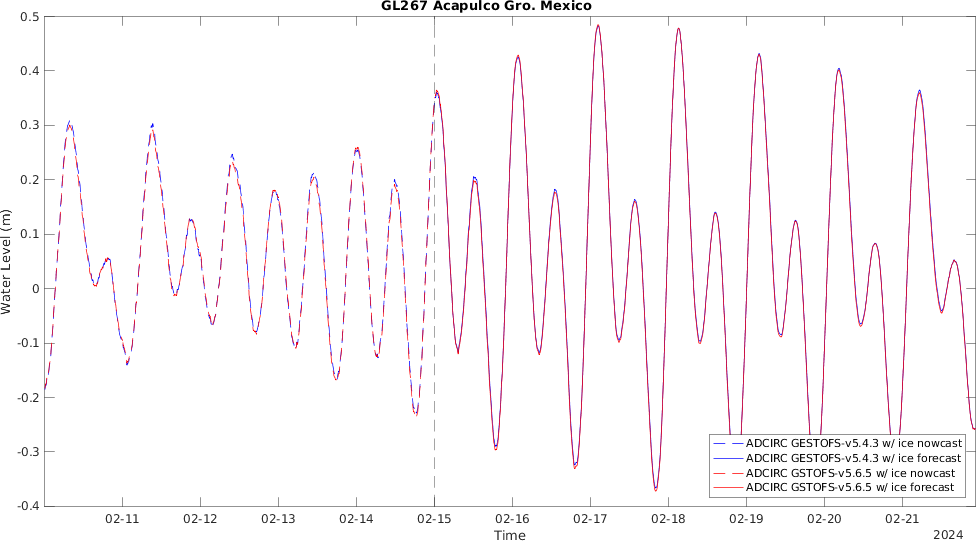 GL267 Acapulco Gro. Mexico
0.5
0.4
0.3
0.2
0.1
0
-0.1
-0.2
-0.3
-0.4
Water Level (m)
ADCIRC GESTOFS-v5.4.3 w/ ice nowcast
ADCIRC GESTOFS-v5.4.3 w/ ice forecast
ADCIRC GSTOFS-v5.6.5 w/ ice nowcast
ADCIRC GSTOFS-v5.6.5 w/ ice forecast
02-11 02-12 02-13 02-14 02-15 02-16 02-17 02-18 02-19 02-20 02-21
Time
2024